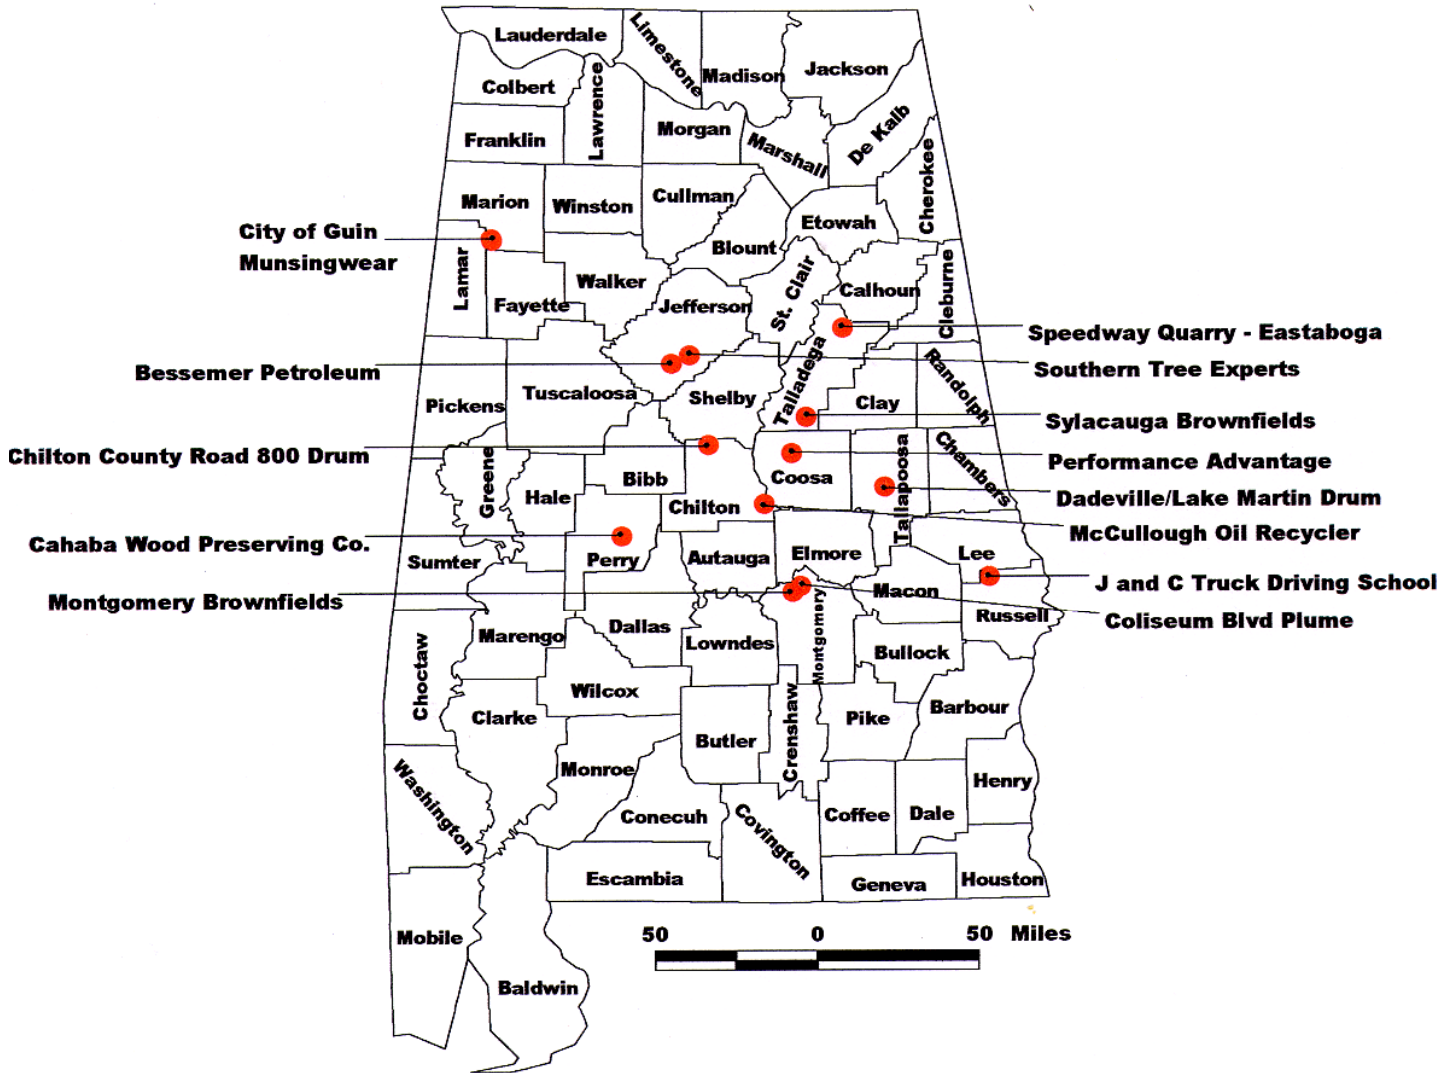 Lauderdale
Limestone
Madison
Jackson
Colbert
Lawrence
Franklin
Morgan
Marshall
De Kalb
Cherokee
Marion
Winston
Cullman
Etowah
Blount
City of Guin
Munsingwear
Lamar
Fayette
Walker
Jefferson
St. Clair
Calhoun
Cleburne
Speedway Quarry - Eastaboga
Southern Tree Experts
Bessemer Petroleum
Pickens
Tuscaloosa
Shelby
Talladega
Clay
Randolph
Sylacauga Brownfields
Chilton County Road 800 Drum
Greene
Hale
Bibb
Chilton
Coosa
Tallapoosa
Chambers
Performance Advantage
Dadeville/Lake Martin Drum
McCullough Oil Recycler
Cahaba Wood Preserving Co.
Sumter
Perry
Autauga
Elmore
Lee
J and C Truck Driving School
Montgomery Brownfields
Macon
Russell
Coliseum Blvd Plume
Choctaw
Marengo
Dallas
Lowndes
Montgomery
Bullock
Wilcox
Clarke
Butler
Crenshaw
Pike
Barbour
Washington
Monroe
Conecuh
Covington
Coffee
Dale
Henry
Escambia
Geneva
Houston
Mobile
Baldwin
50 0 50 Miles